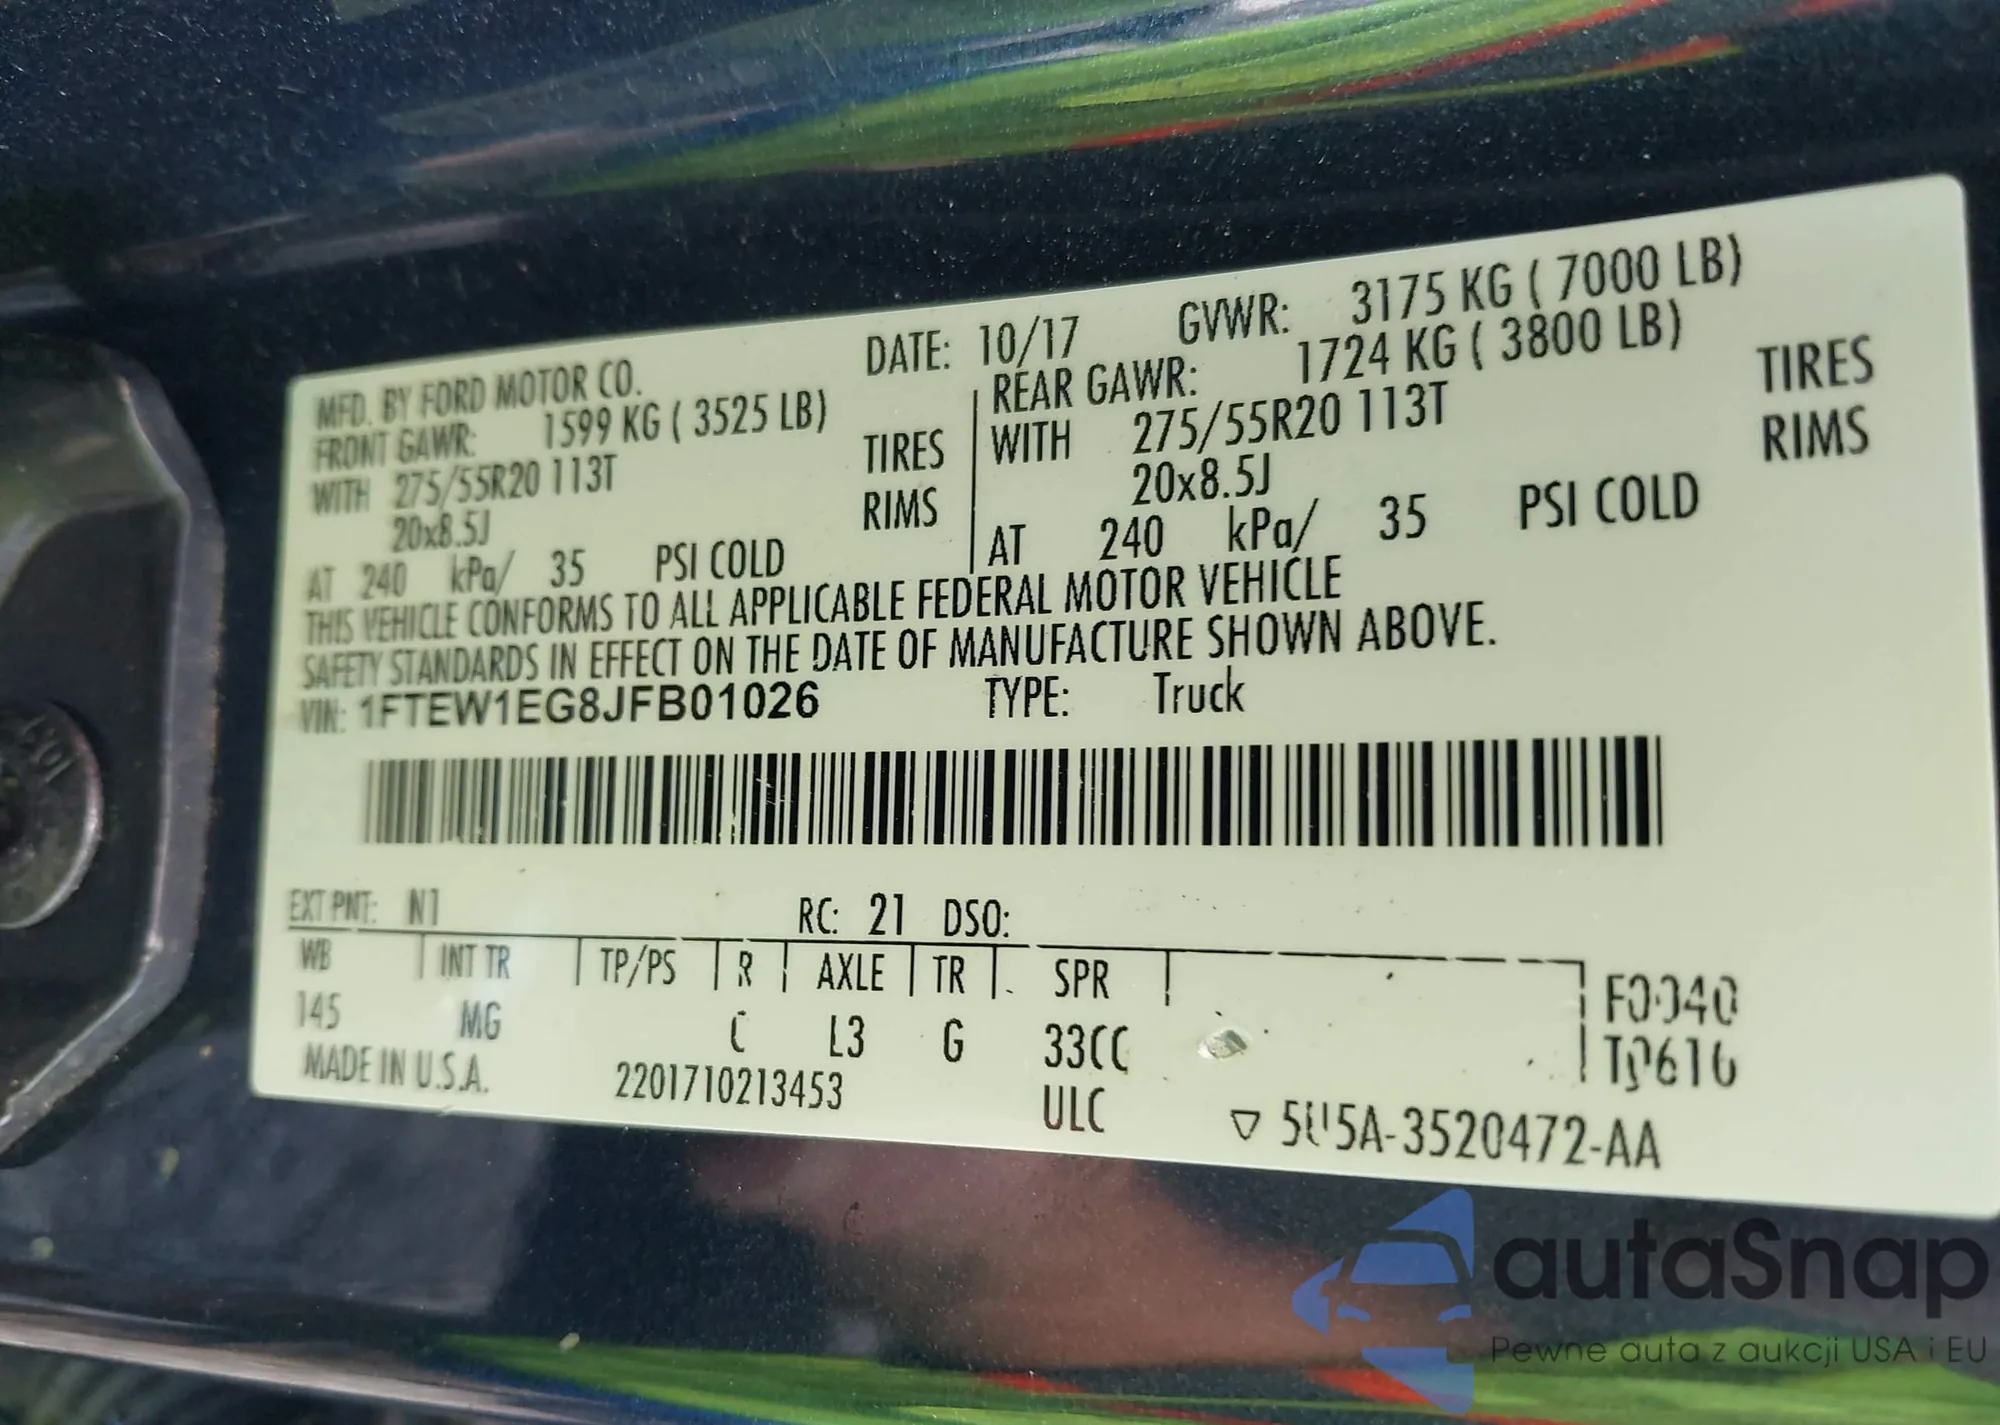 MFD. BY FORD MOTOR CO. DATE: 10/17 GVWR: 3175 KG ( 7000 LB)
FRONT GAWR: 1599 KG ( 3525 LB) REAR GAWR: 1724 KG ( 3800 LB)
WITH 275/55R20 113T TIRES WITH 275/55R20 113T TIRES
20x8.5J RIMS 20x8.5J RIMS
AT 240 kPa/ 35 PSI COLD AT 240 kPa/ 35 PSI COLD
THIS VEHICLE CONFORMS TO ALL APPLICABLE FEDERAL MOTOR VEHICLE
SAFETY STANDARDS IN EFFECT ON THE DATE OF MANUFACTURE SHOWN ABOVE.
VIN: 1FTEW1EG8JFB01026 TYPE: Truck
EXT PNT: N1 RC: 21 DSO:
WB INT TR TP/PS R AXLE TR SPR
145 MG C L3 G 33CC
F0040
T0610
MADE IN U.S.A. 2201710213453 ULC
5U5A-3520472-AA
autaSnap
Pewne auta z aukcji USA i EU